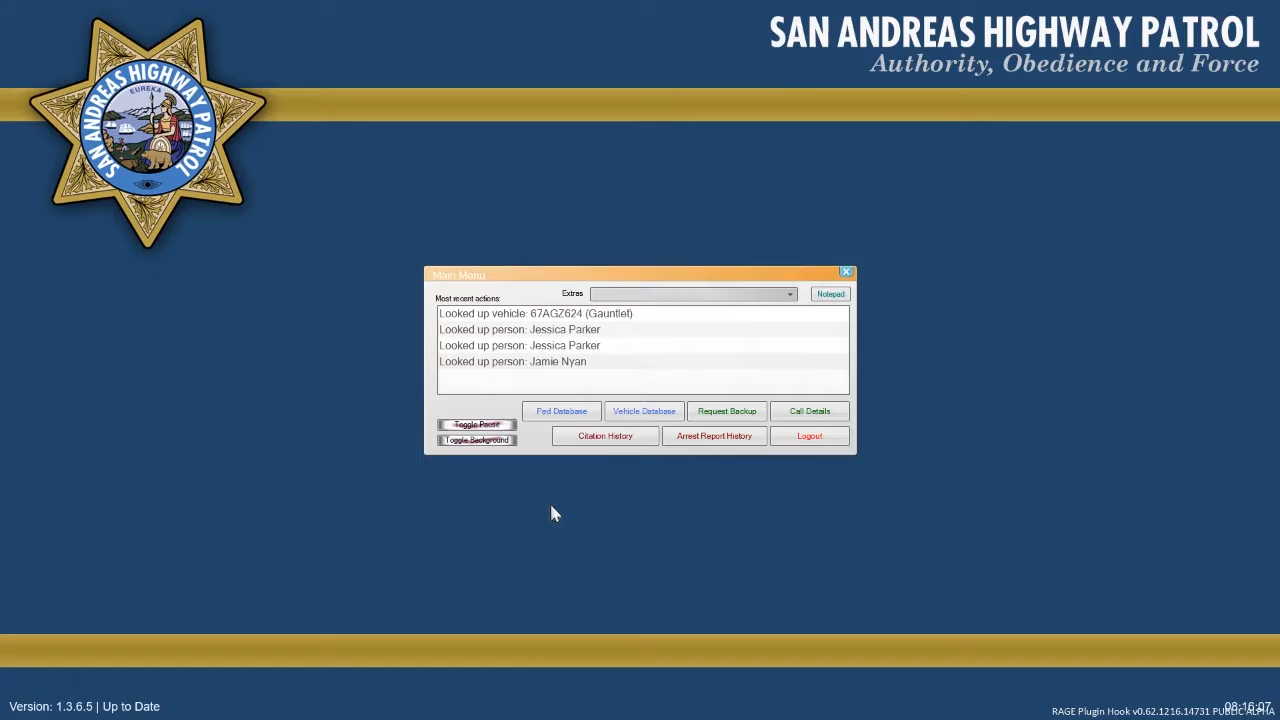 SAN ANDREAS HIGHWAY PATROL
Authority, Obedience and Force
SAN ANDREAS HIGHWAY PATROL
EUREKA
Main Menu
Extras
Notepad
Most recent actions:
Looked up vehicle: 67AGZ624 (Gauntlet)
Looked up person: Jessica Parker
Looked up person: Jessica Parker
Looked up person: Jamie Nyan
Ped Database
Vehicle Database
Request Backup
Call Details
Toggle Pause
Toggle Background
Citation History
Arrest Report History
Logout
Version: 1.3.6.5 | Up to Date
08:16:07
RAGE Plugin Hook v0.62.1216.14731 PUBLIC ALPHA